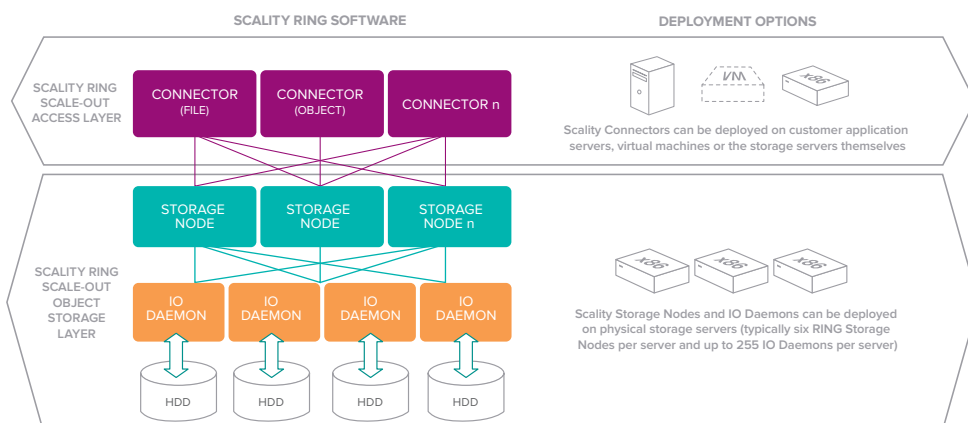 SCALITY RING SOFTWARE
DEPLOYMENT OPTIONS
SCALITY RING
SCALE-OUT
ACCESS LAYER
CONNECTOR
(FILE)
CONNECTOR
(OBJECT)
CONNECTOR n
VM
x86
Scality Connectors can be deployed on customer application
servers, virtual machines or the storage servers themselves
SCALITY RING
SCALE-OUT
OBJECT
STORAGE
LAYER
STORAGE
NODE
STORAGE
NODE
STORAGE
NODE n
IO
DAEMON
IO
DAEMON
IO
DAEMON
IO
DAEMON
HDD
HDD
HDD
HDD
x86
x86
x86
Scality Storage Nodes and IO Daemons can be deployed
on physical storage servers (typically six RING Storage
Nodes per server and up to 255 IO Daemons per server)